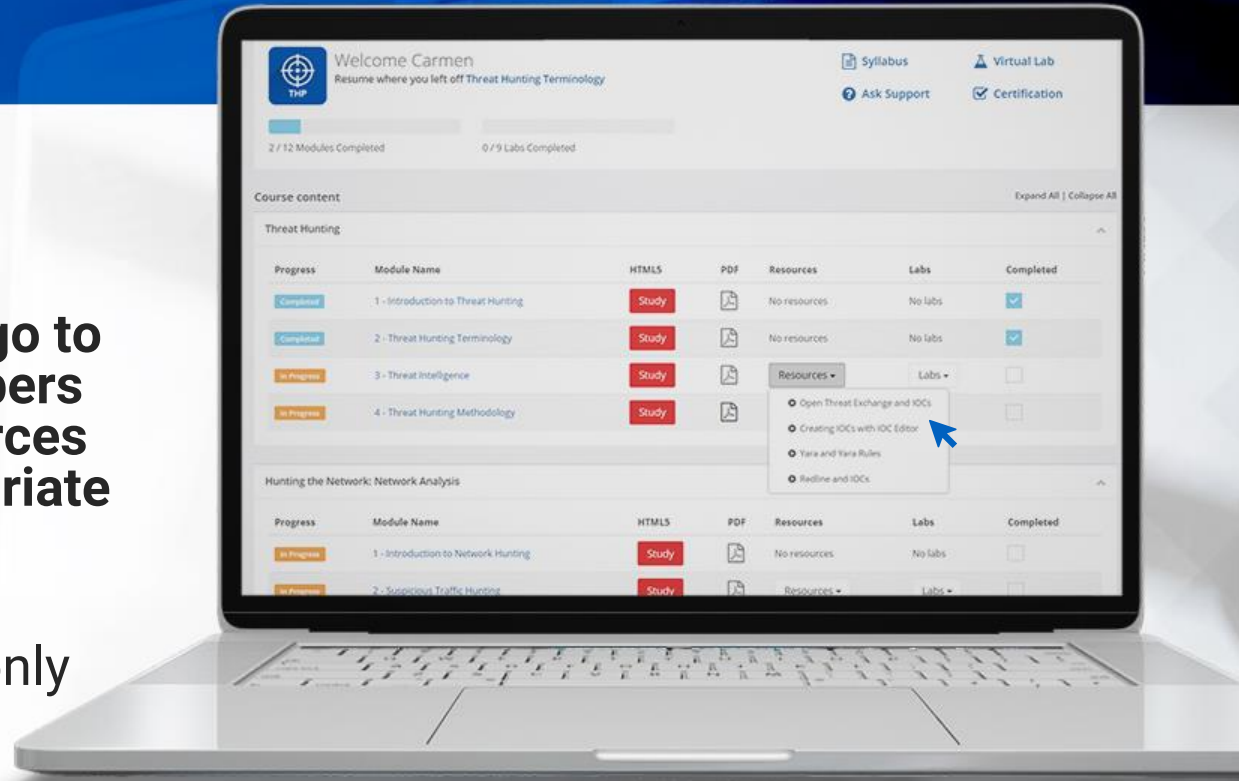 go to
bers
rces
riate
nly
THP
Welcome Carmen
Resume where you left off Threat Hunting Terminology
Syllabus
Virtual Lab
Ask Support
Certification
2 / 12 Modules Completed
0 / 9 Labs Completed
Course content
Expand All | Collapse All
Threat Hunting
Progress Module Name HTML5 PDF Resources Labs Completed
Completed 1 - Introduction to Threat Hunting Study No resources No labs
Completed 2 - Threat Hunting Terminology Study No resources No labs
In Progress 3 - Threat Intelligence Study Resources Labs
In Progress 4 - Threat Hunting Methodology Study
Open Threat Exchange and IOCs
Creating IOCs with IOC Editor
Yara and Yara Rules
Redline and IOCs
Hunting the Network: Network Analysis
Progress Module Name HTML5 PDF Resources Labs Completed
In Progress 1 - Introduction to Network Hunting Study No resources No labs
In Progress 2 - Suspicious Traffic Hunting Study Resources Labs